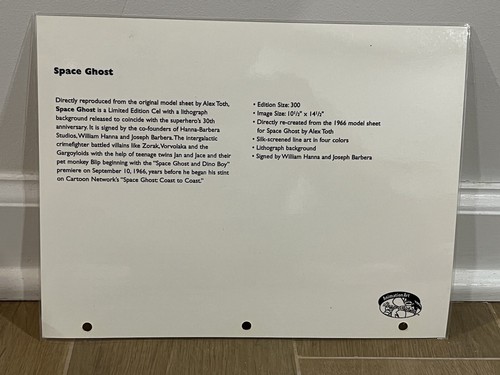 Space Ghost
Directly reproduced from the original model sheet by Alex Toth,
Space Ghost is a Limited Edition Cel with a lithograph
background released to coincide with the superhero's 30th
anniversary. It is signed by the co-founders of Hanna-Barbera
Studios, William Hanna and Joseph Barbera. The intergalactic
crimefighter battled villains like Zorak, Vorvolaka and the
Gargoyloids with the help of teenage twins Jan and Jace and their
pet monkey Blip beginning with the "Space Ghost and Dino Boy"
premiere on September 10, 1966, years before he began his stint
on Cartoon Network's "Space Ghost: Coast to Coast."
• Edition Size: 300
• Image Size: 10½" x 14½"
• Directly re-created from the 1966 model sheet
for Space Ghost by Alex Toth
• Silk-screened line art in four colors
• Lithograph background
• Signed by William Hanna and Joseph Barbera
Animation Art